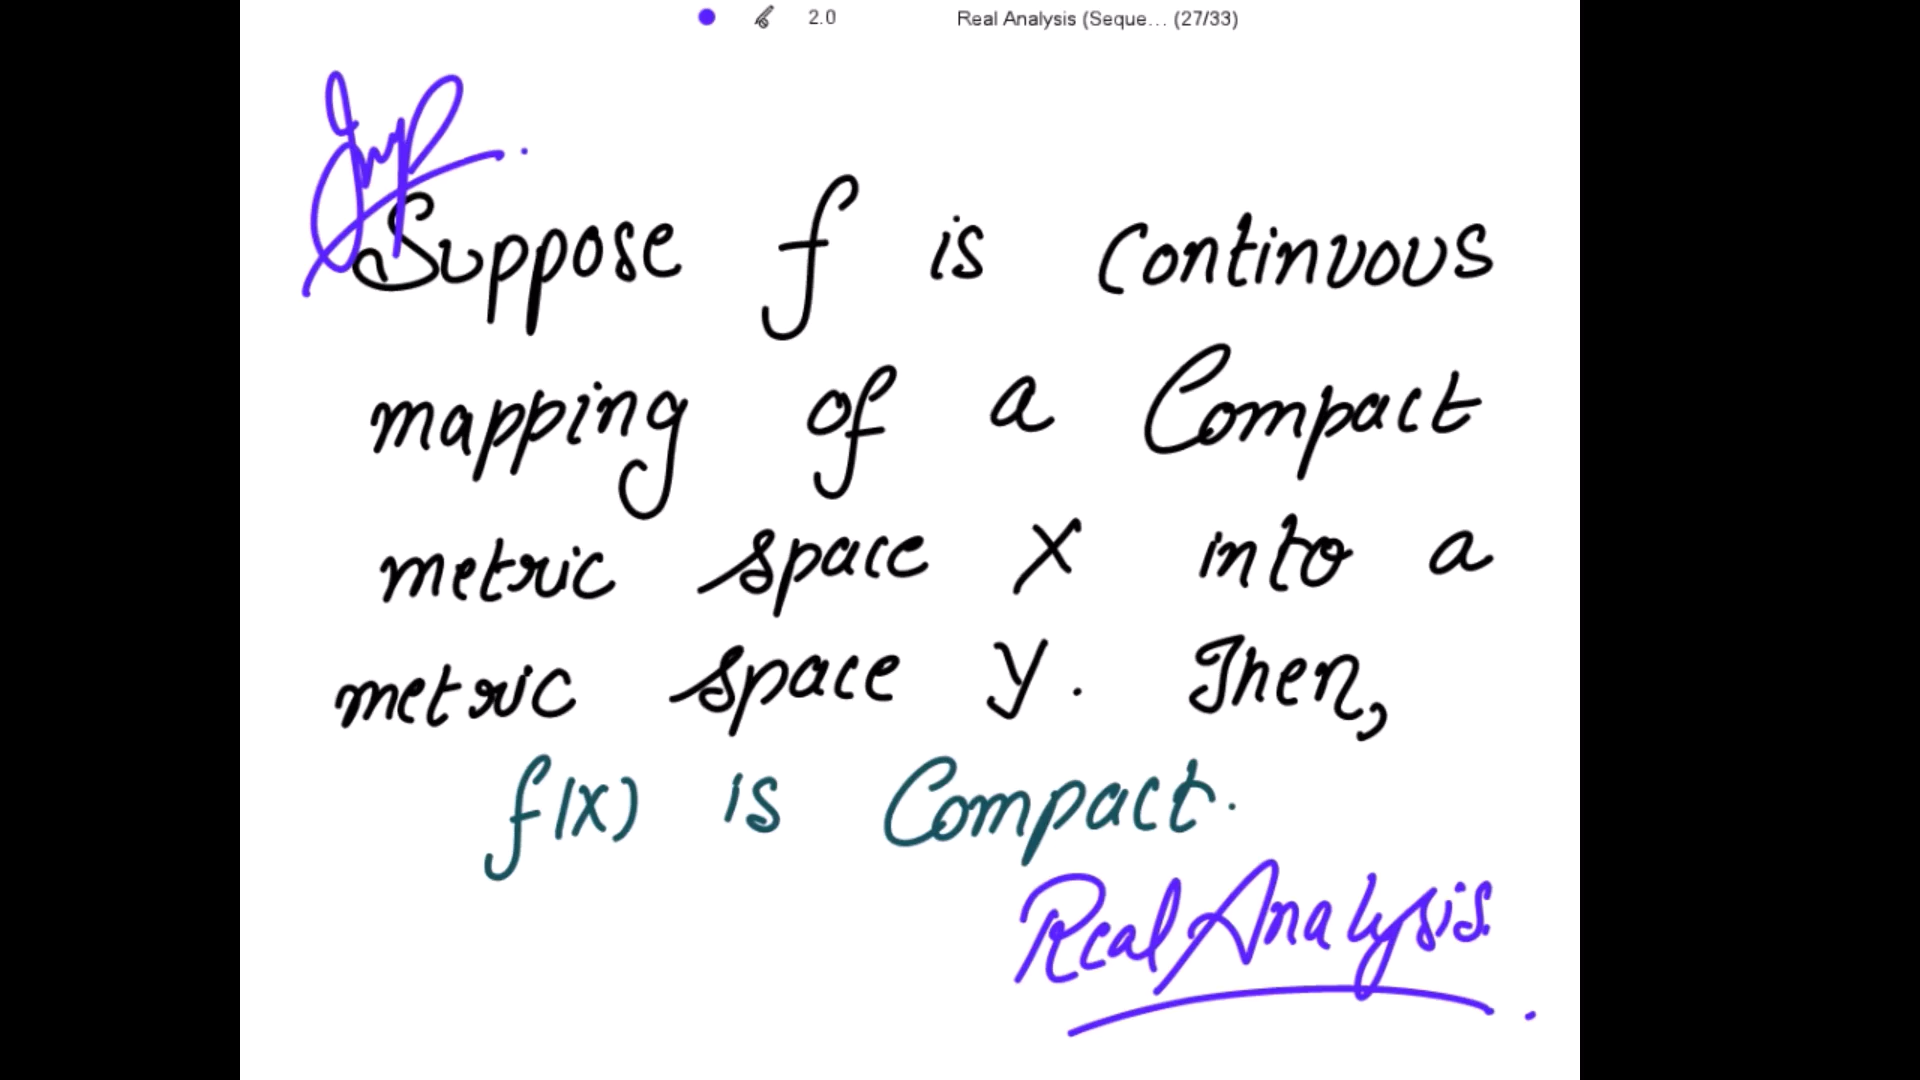 2.0 Real Analysis (Seque... (27/33)
Imp.
Suppose f is continuous
mapping of a Compact
metric space X into a
metric space y. Then,
f(x) is Compact.
Real Analysis.